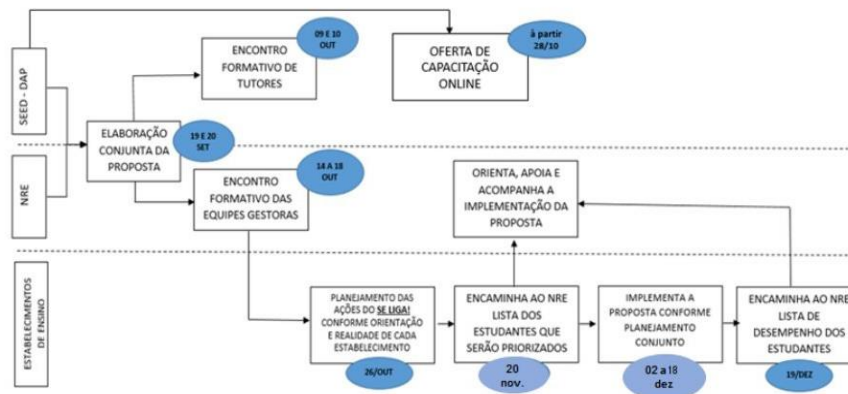 SEED - DAP
ENCONTRO
FORMATIVO DE
TUTORES
09 E 10
OUT
OFERTA DE
CAPACITAÇÃO
ONLINE
à partir
28/10
ELABORAÇÃO
CONJUNTA DA
PROPOSTA
19 E 20
SET
NRE
ENCONTRO
FORMATIVO DAS
EQUIPES GESTORAS
14 A 18
OUT
ORIENTA, APOIA E
ACOMPANHA A
IMPLEMENTAÇÃO DA
PROPOSTA
ESTABELECIMENTOS
DE ENSINO
PLANEJAMENTO DAS
AÇÕES DO SE LIGA!
CONFORME ORIENTAÇÃO
E REALIDADE DE CADA
ESTABELECIMENTO
26/OUT
ENCAMINHA AO NRE
LISTA DOS
ESTUDANTES QUE
SERÃO PRIORIZADOS
20
nov.
IMPLEMENTA A
PROPOSTA CONFORME
PLANEJAMENTO
CONJUNTO
02 a 18
dez
ENCAMINHA AO NRE
LISTA DE
DESEMPENHO DOS
ESTUDANTES
19/DEZ